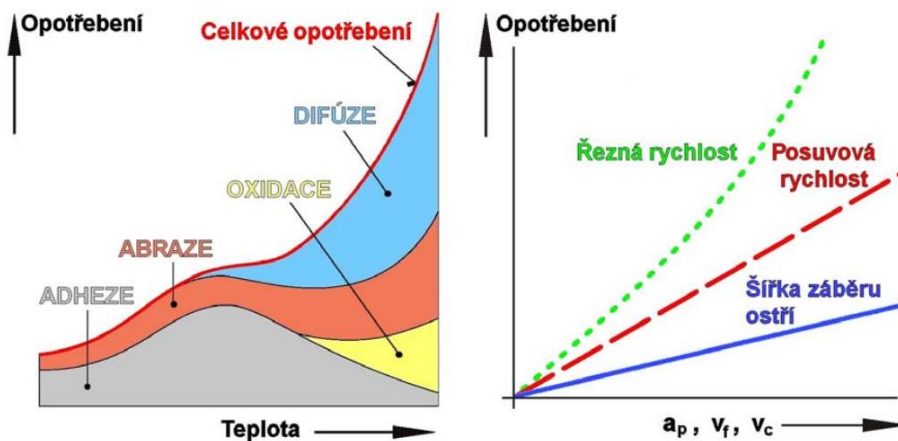 Opotřebení
Celkové opotřebení
DIFÚZE
OXIDACE
ABRAZE
ADHEZE
Teplota
Opotřebení
Řezná rychlost
Posuvová
rychlost
Šířka záběru
ostří
ap , vf , vc